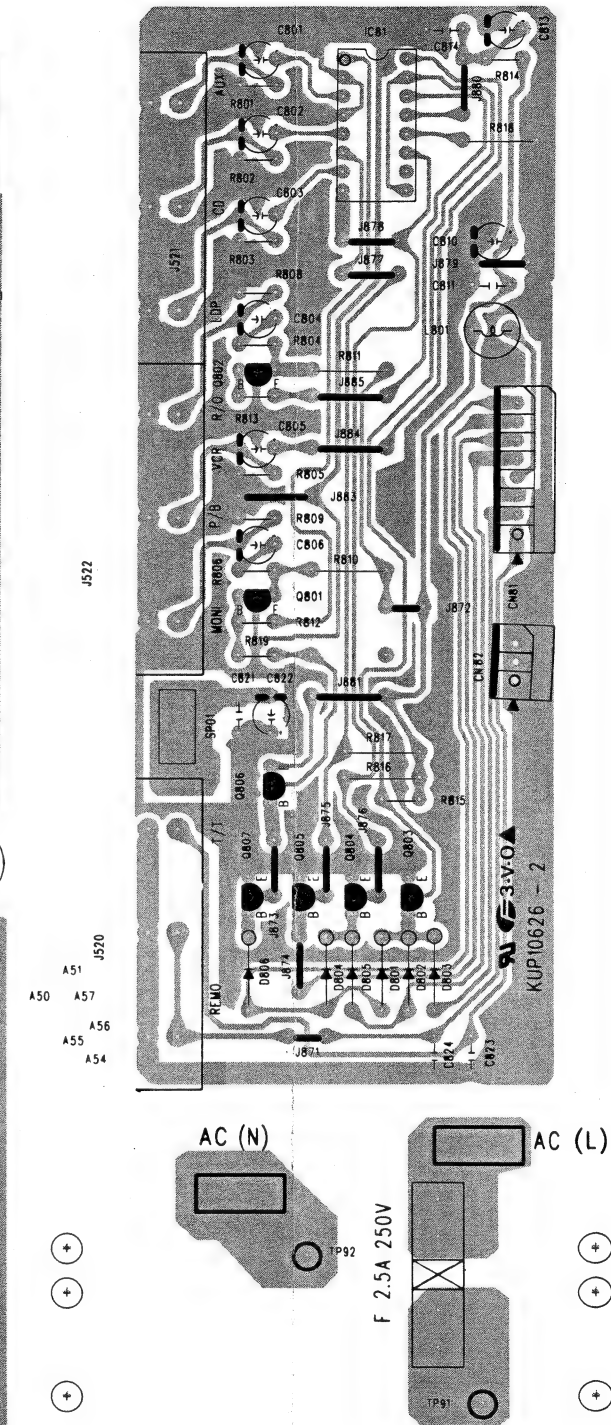 C801
IC81
C814
C813
AUX
J880
R814
R801
C802
R818
R802
CD
C803
J878
C810
J521
R803
J877
J879
R808
C811
LDP
C804
L801
R804
Q802
R811
B E
J885
R/O
R813
C805
J884
VCR
R805
J883
P/B
R809
C806
J522
R806
R810
CN81
Q801
MONI
B E
R812
J872
R819
CN82
C821
C822
J881
SP01
R817
Q806
E
R816
B
J875
J876
R815
T/T
Q807
Q805
Q804
Q803
E
E
E
E
3-V-0
B
J873
B
B
B
KUP10626 - 2
J520
J874
A51
D806
D804
D805
D801
D802
D803
A50
A57
REMO
A56
A55
J871
A54
C824
C823
AC (N)
AC (L)
F 2.5A 250V
TP92
TP91